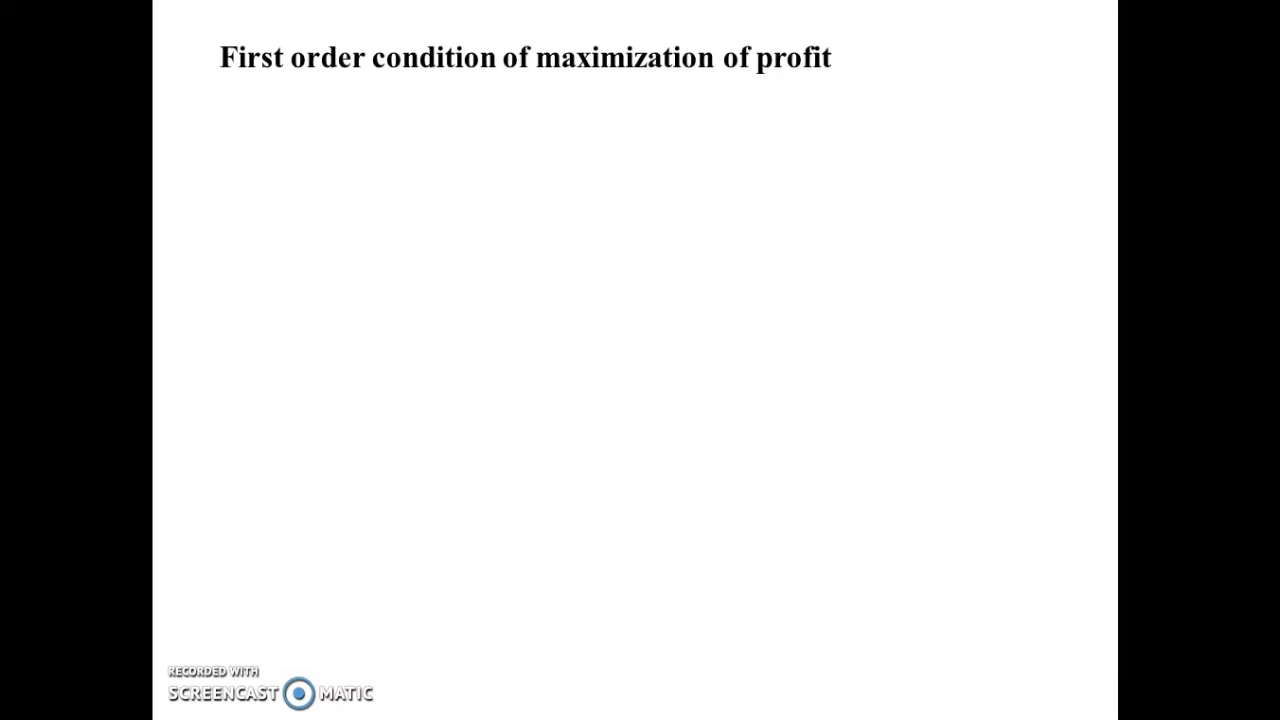 First order condition of maximization of profit
RECORDED WITH
SCREENCAST MATIC